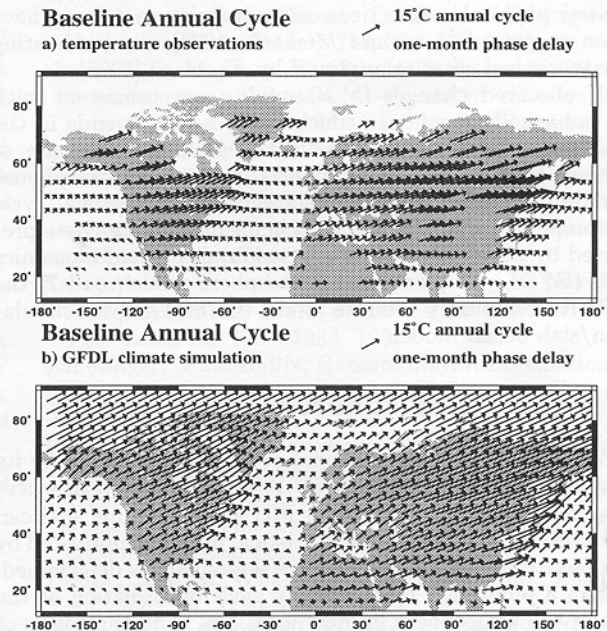 Baseline Annual Cycle
a) temperature observations
15°C annual cycle
one-month phase delay
80°
60°
40°
20°
-180° -150° -120° -90° -60° -30° 0° 30° 60° 90° 120° 150° 180°
Baseline Annual Cycle
b) GFDL climate simulation
15°C annual cycle
one-month phase delay
80°
60°
40°
20°
-180° -150° -120° -90° -60° -30° 0° 30° 60° 90° 120° 150° 180°